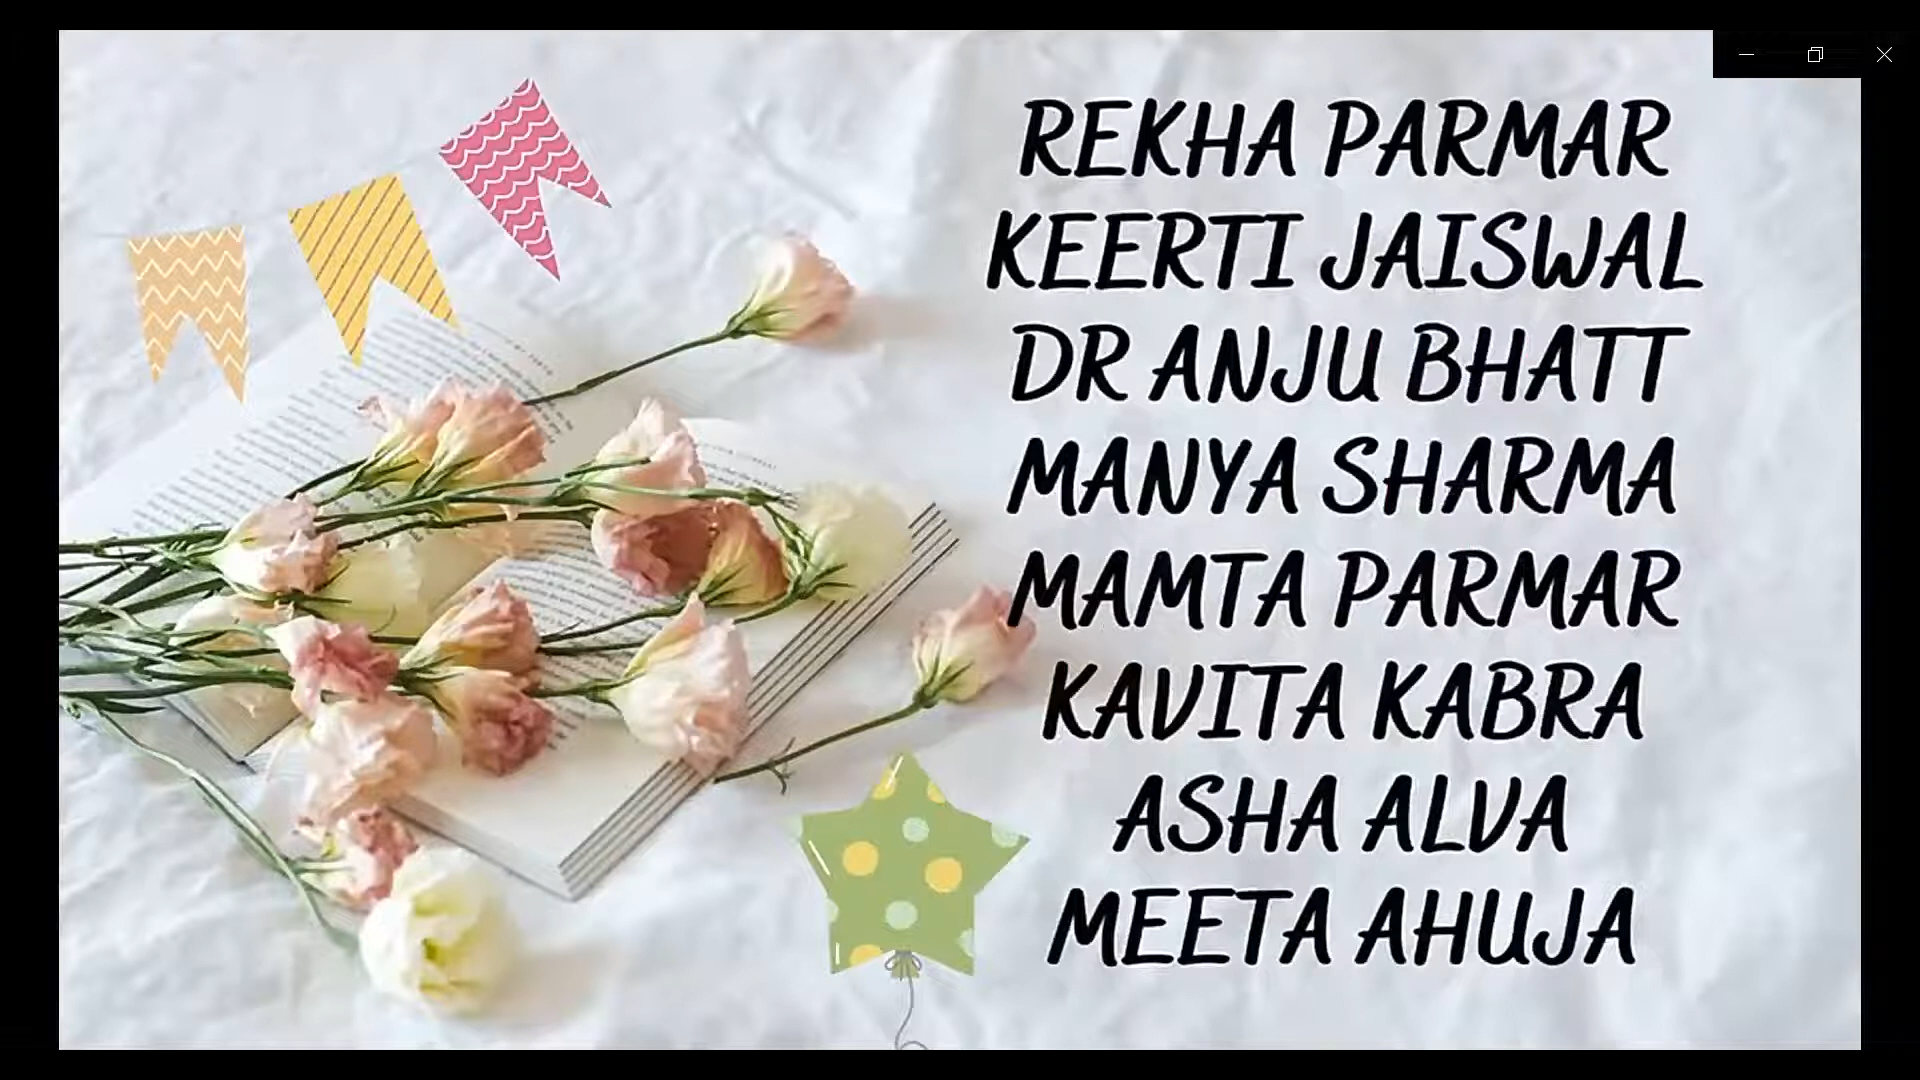 REKHA PARMAR
KEERTI JAISWAL
DR ANJU BHATT
MANYA SHARMA
MAMTA PARMAR
KAVITA KABRA
ASHA ALVA
MEETA AHUJA